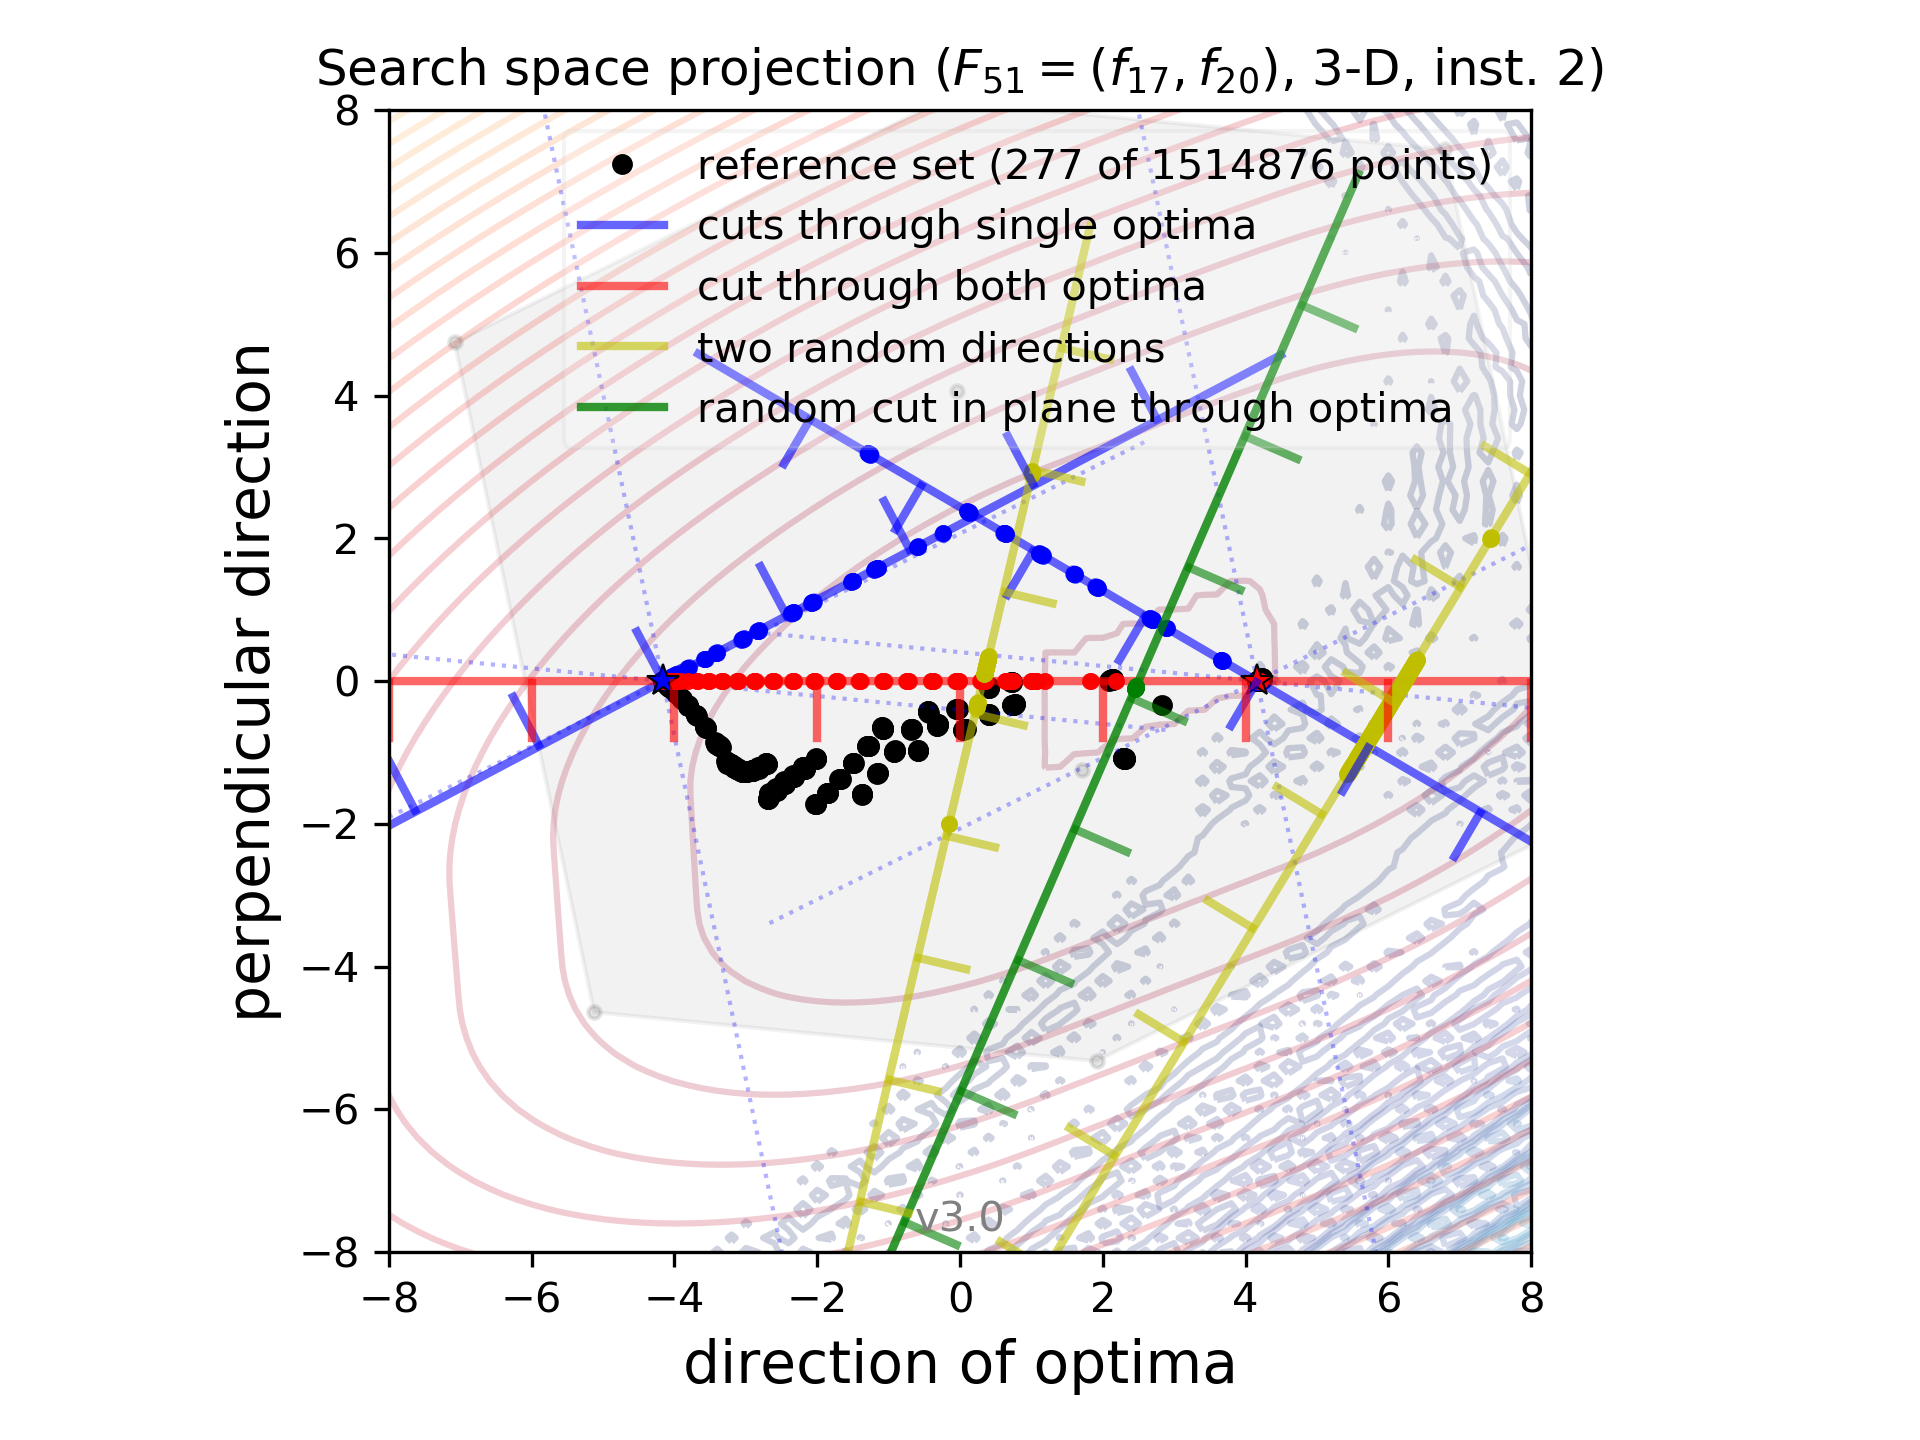 Search space projection (F51 = (f17, f20), 3-D, inst. 2)
reference set (277 of 1514876 points)
cuts through single optima
cut through both optima
two random directions
random cut in plane through optima
perpendicular direction
8
6
4
2
0
−2
−4
−6
−8
v3.0
−8 −6 −4 −2 0 2 4 6 8
direction of optima